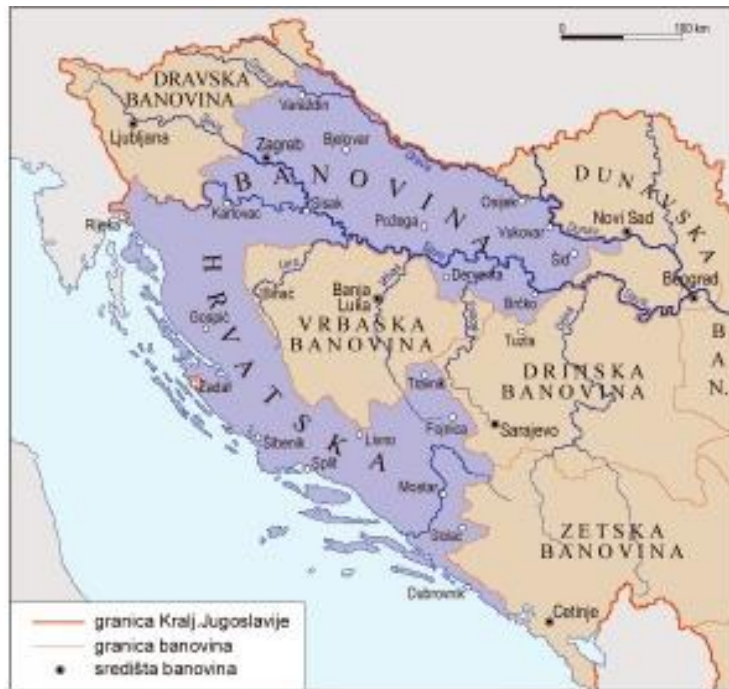 0 100 km
DRAVSKA
BANOVINA
Ljubljana
Varaždin
Drava
Zagreb
Bjelovar
BANOVINA
HRVATSKA
Rijeka
Karlovac
Sisak
Požega
Osijek
Vukovar
Šid
DUNAVSKA
Novi Sad
Dunav
Beograd
Bihać
Banja
Luka
VRBASKA
BANOVINA
Derventa
Brčko
Tuzla
DRINSKA
BANOVINA
B
A
N.
Gospić
Zadar
Travnik
Fojnica
Sarajevo
Šibenik
Livno
Split
Mostar
Stolac
ZETSKA
BANOVINA
Dubrovnik
Cetinje
granica Kralj.Jugoslavije
granica banovina
središta banovina